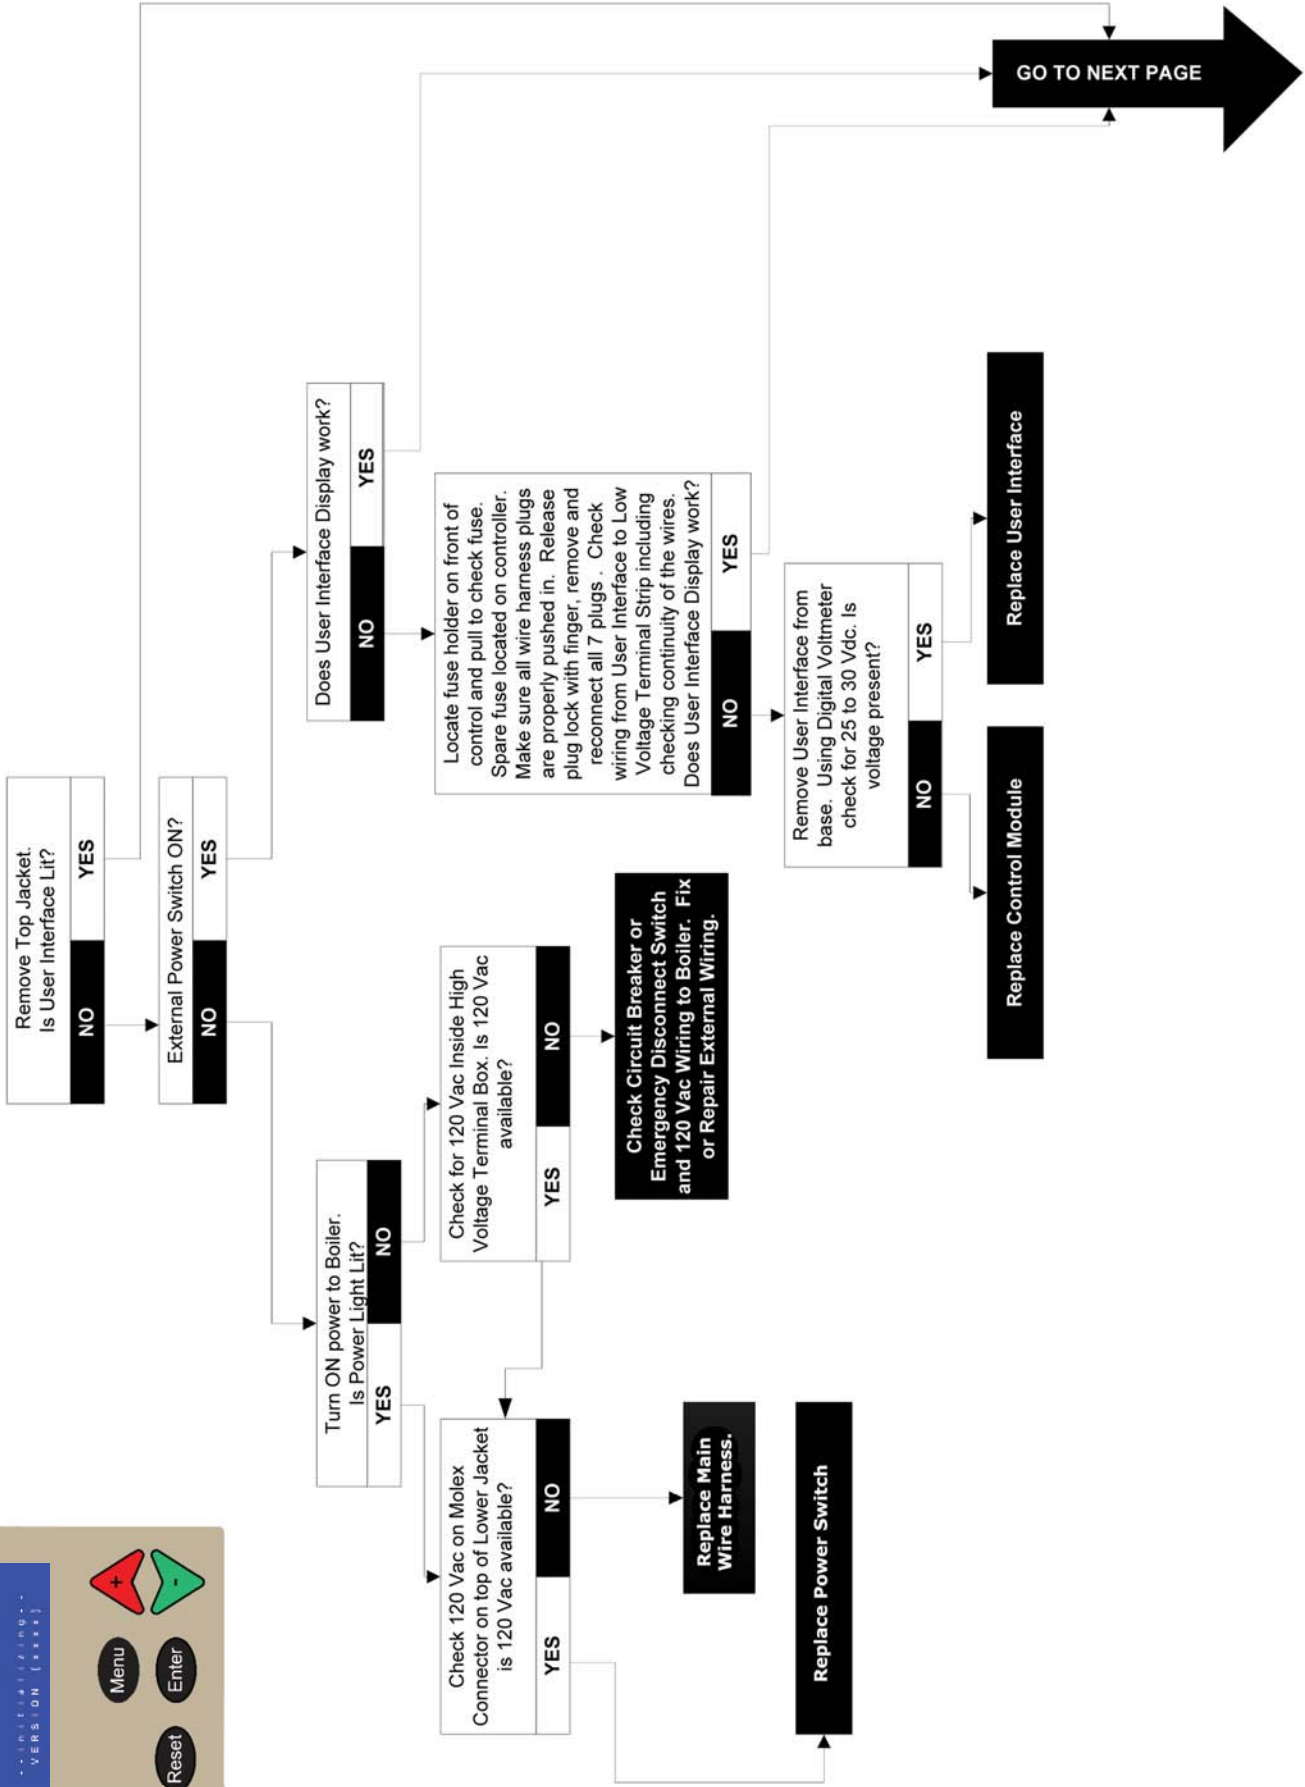 --initializing--
VERSION [xxxx]
Menu
+
Reset
Enter
-
Remove Top Jacket.
Is User Interface Lit?
NO
YES
External Power Switch ON?
NO
YES
Turn ON power to Boiler.
Is Power Light Lit?
YES
NO
Does User Interface Display work?
NO
YES
Check 120 Vac on Molex
Connector on top of Lower Jacket
is 120 Vac available?
YES
NO
Check for 120 Vac Inside High
Voltage Terminal Box. Is 120 Vac
available?
YES
NO
Locate fuse holder on front of
control and pull to check fuse.
Spare fuse located on controller.
Make sure all wire harness plugs
are properly pushed in. Release
plug lock with finger, remove and
reconnect all 7 plugs . Check
wiring from User Interface to Low
Voltage Terminal Strip including
checking continuity of the wires.
Does User Interface Display work?
NO
YES
Check Circuit Breaker or
Emergency Disconnect Switch
and 120 Vac Wiring to Boiler. Fix
or Repair External Wiring.
Replace Main
Wire Harness.
Remove User Interface from
base. Using Digital Voltmeter
check for 25 to 30 Vdc. Is
voltage present?
NO
YES
Replace Power Switch
Replace Control Module
Replace User Interface
GO TO NEXT PAGE